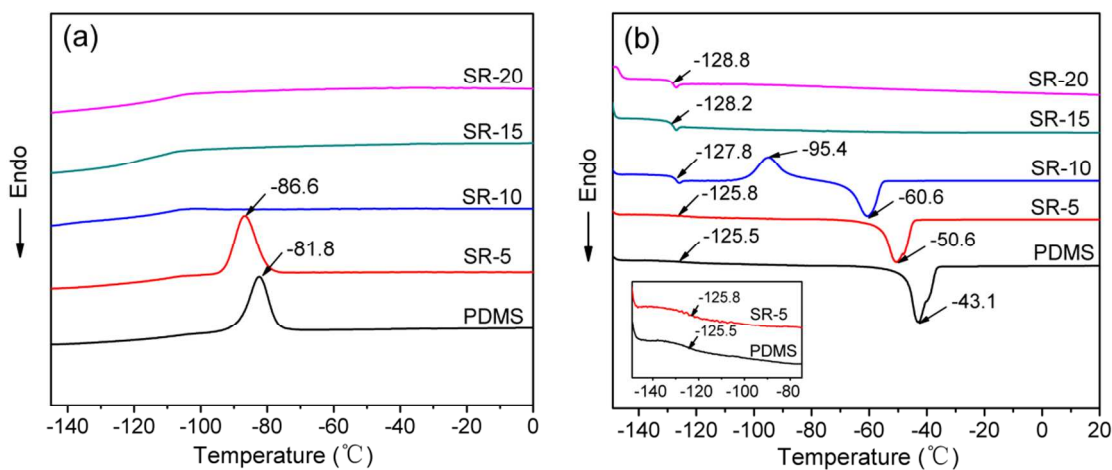 (a)
SR-20
SR-15
SR-10
-86.6
SR-5
-81.8
PDMS
Endo
-140 -120 -100 -80 -60 -40 -20 0
Temperature (℃)
(b)
-128.8
SR-20
-128.2
SR-15
-127.8
-95.4
SR-10
-125.8
-60.6
SR-5
-125.5
-50.6
PDMS
-43.1
-125.8
SR-5
-125.5
PDMS
-140 -120 -100 -80
Endo
-140 -120 -100 -80 -60 -40 -20 0 20
Temperature (℃)